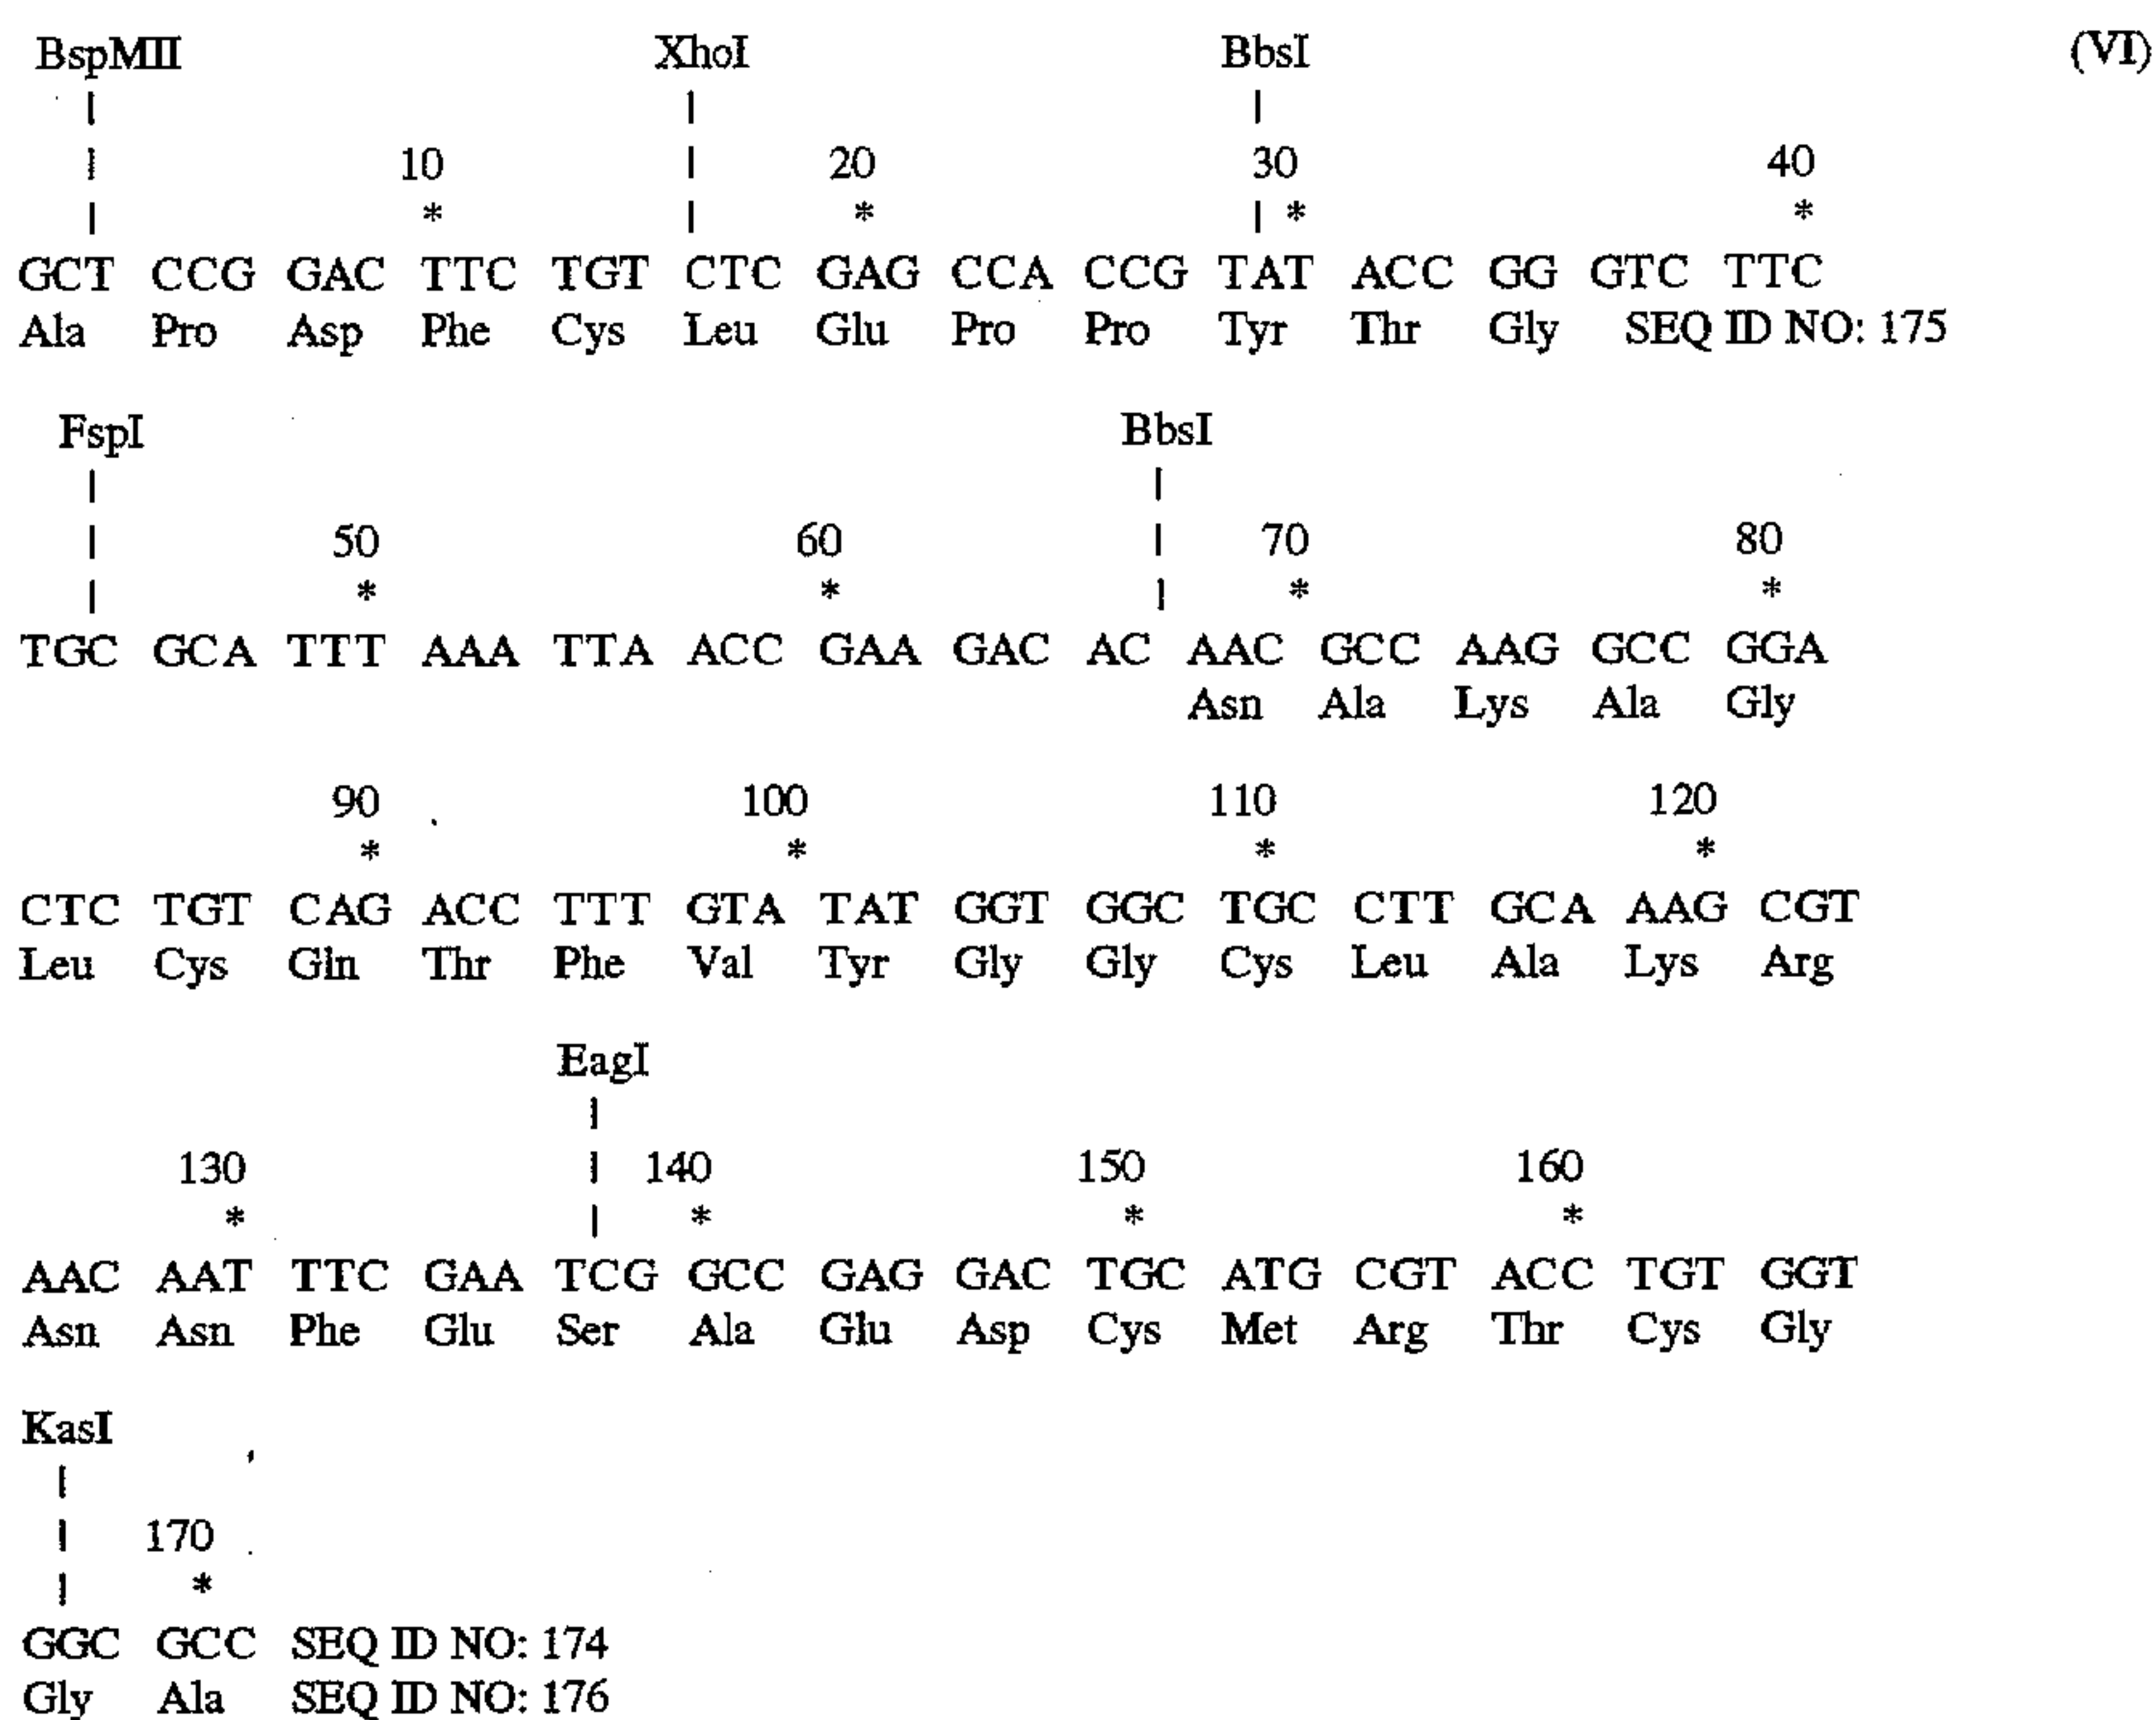 BspMII XhoI BbsI (VI)
10 20 30 40
* * * *
GCT CCG GAC TTC TGT CTC GAG CCA CCG TAT ACC GG GTC TTC
Ala Pro Asp Phe Cys Leu Glu Pro Pro Tyr Thr Gly SEQ ID NO: 175
FspI BbsI
50 60 70 80
* * * *
TGC GCA TTT AAA TTA ACC GAA GAC AC AAC GCC AAG GCC GGA
Asn Ala Lys Ala Gly
90 100 110 120
* * * *
CTC TGT CAG ACC TTT GTA TAT GGT GGC TGC CTT GCA AAG CGT
Leu Cys Gln Thr Phe Val Tyr Gly Gly Cys Leu Ala Lys Arg
EagI
130 140 150 160
* * * *
AAC AAT TTC GAA TCG GCC GAG GAC TGC ATG CGT ACC TGT GGT
Asn Asn Phe Glu Ser Ala Glu Asp Cys Met Arg Thr Cys Gly
KasI
170
*
GGC GCC SEQ ID NO: 174
Gly Ala SEQ ID NO: 176